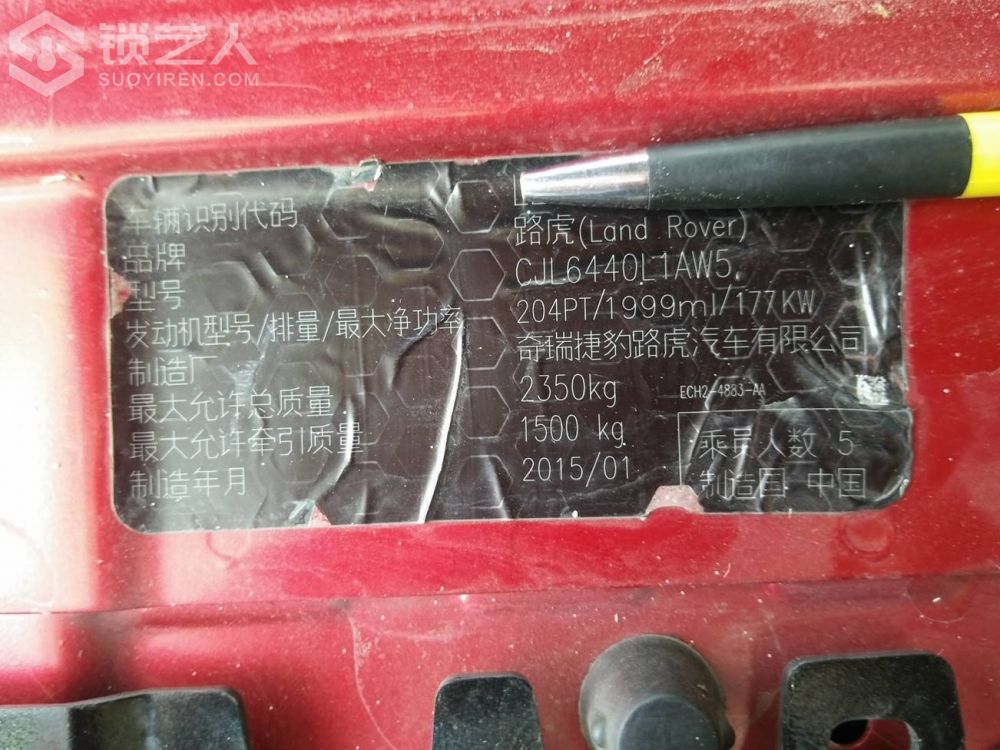 锁艺人
SUOYIREN.COM
车辆识别代码
品牌 路虎(Land Rover)
型号 CJL6440L1AW5
发动机型号/排量/最大净功率 204PT/1999ml/177KW
制造厂 奇瑞捷豹路虎汽车有限公司
最大允许总质量 2350kg
ECH2-4883-AA
最大允许牵引质量 1500 kg
乘员人数 5
制造年月 2015/01
制造国 中国